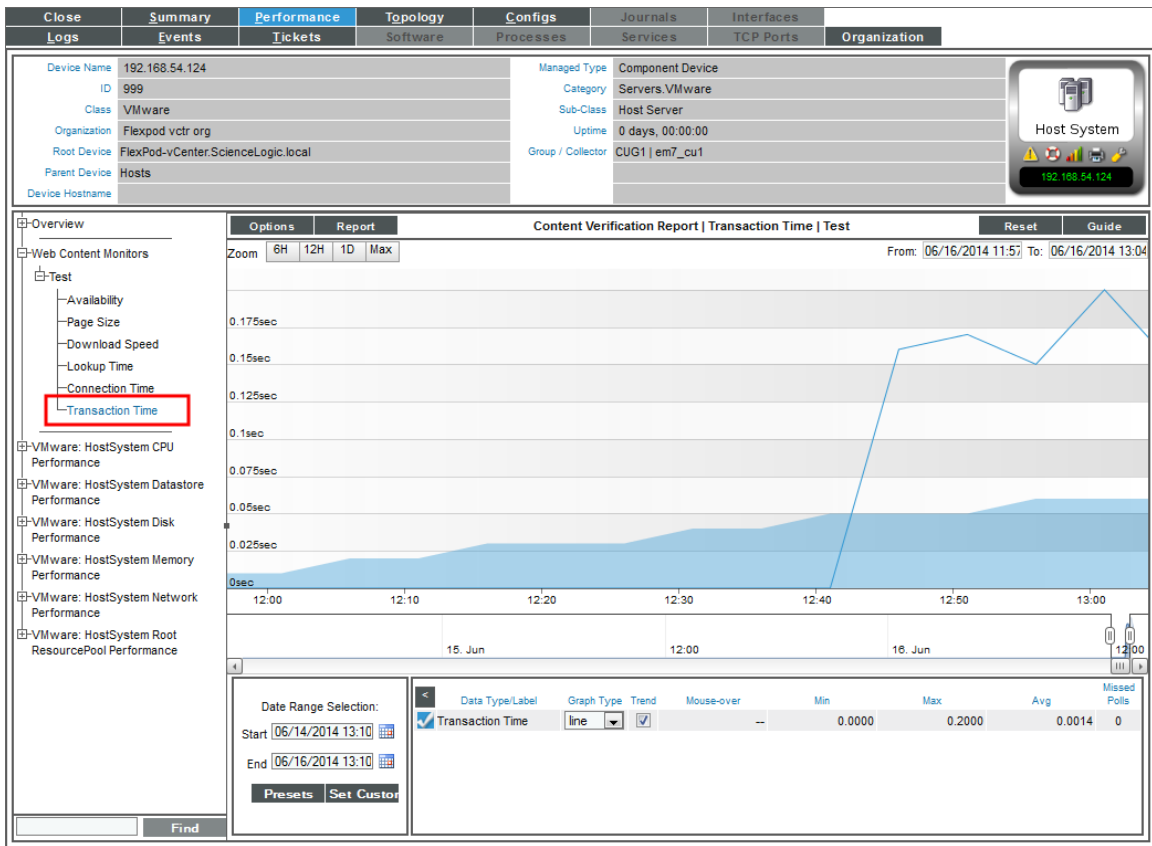 Close Summary Performance Topology Configs Journals Interfaces
Logs Events Tickets Software Processes Services TCP Ports Organization
Device Name 192.168.54.124
ID 999
Class VMware
Organization Flexpod vctr org
Root Device FlexPod-vCenter.ScienceLogic.local
Parent Device Hosts
Device Hostname
Managed Type Component Device
Category Servers.VMware
Sub-Class Host Server
Uptime 0 days, 00:00:00
Group / Collector CUG1 | em7_cu1
Host System
192.168.54.124
Overview
Web Content Monitors
Test
Availability
Page Size
Download Speed
Lookup Time
Connection Time
Transaction Time
VMware: HostSystem CPU
Performance
VMware: HostSystem Datastore
Performance
VMware: HostSystem Disk
Performance
VMware: HostSystem Memory
Performance
VMware: HostSystem Network
Performance
VMware: HostSystem Root
ResourcePool Performance
Find
Options Report Content Verification Report | Transaction Time | Test Reset Guide
Zoom 6H 12H 1D Max From: 06/16/2014 11:57 To: 06/16/2014 13:04
0.175sec
0.15sec
0.125sec
0.1sec
0.075sec
0.05sec
0.025sec
0sec
12:00 12:10 12:20 12:30 12:40 12:50 13:00
15. Jun 12:00 16. Jun 12:00
Date Range Selection:
Start 06/14/2014 13:10
End 06/16/2014 13:10
Presets Set Custor
< Data Type/Label Graph Type Trend Mouse-over Min Max Avg Missed Polls
Transaction Time line -- 0.0000 0.2000 0.0014 0